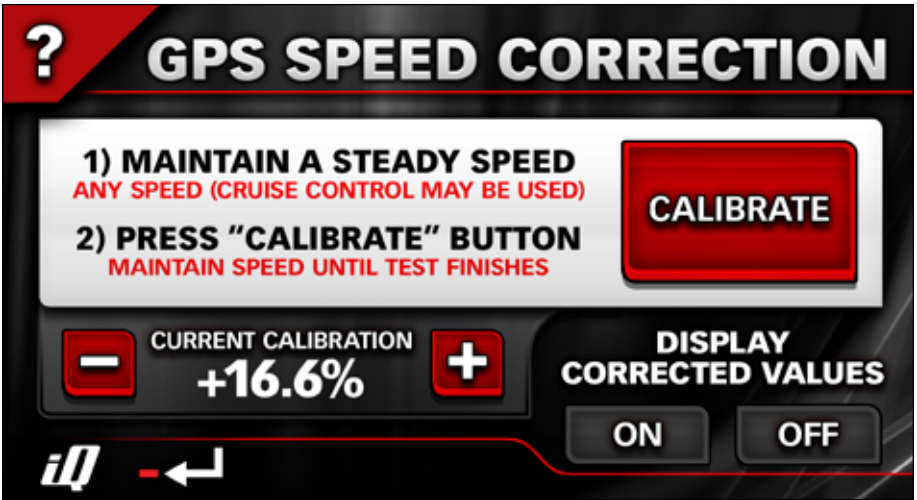 ?
GPS SPEED CORRECTION
1) MAINTAIN A STEADY SPEED
ANY SPEED (CRUISE CONTROL MAY BE USED)
2) PRESS “CALIBRATE” BUTTON
MAINTAIN SPEED UNTIL TEST FINISHES
CALIBRATE
−
CURRENT CALIBRATION
+16.6%
+
DISPLAY
CORRECTED VALUES
ON OFF
iQ